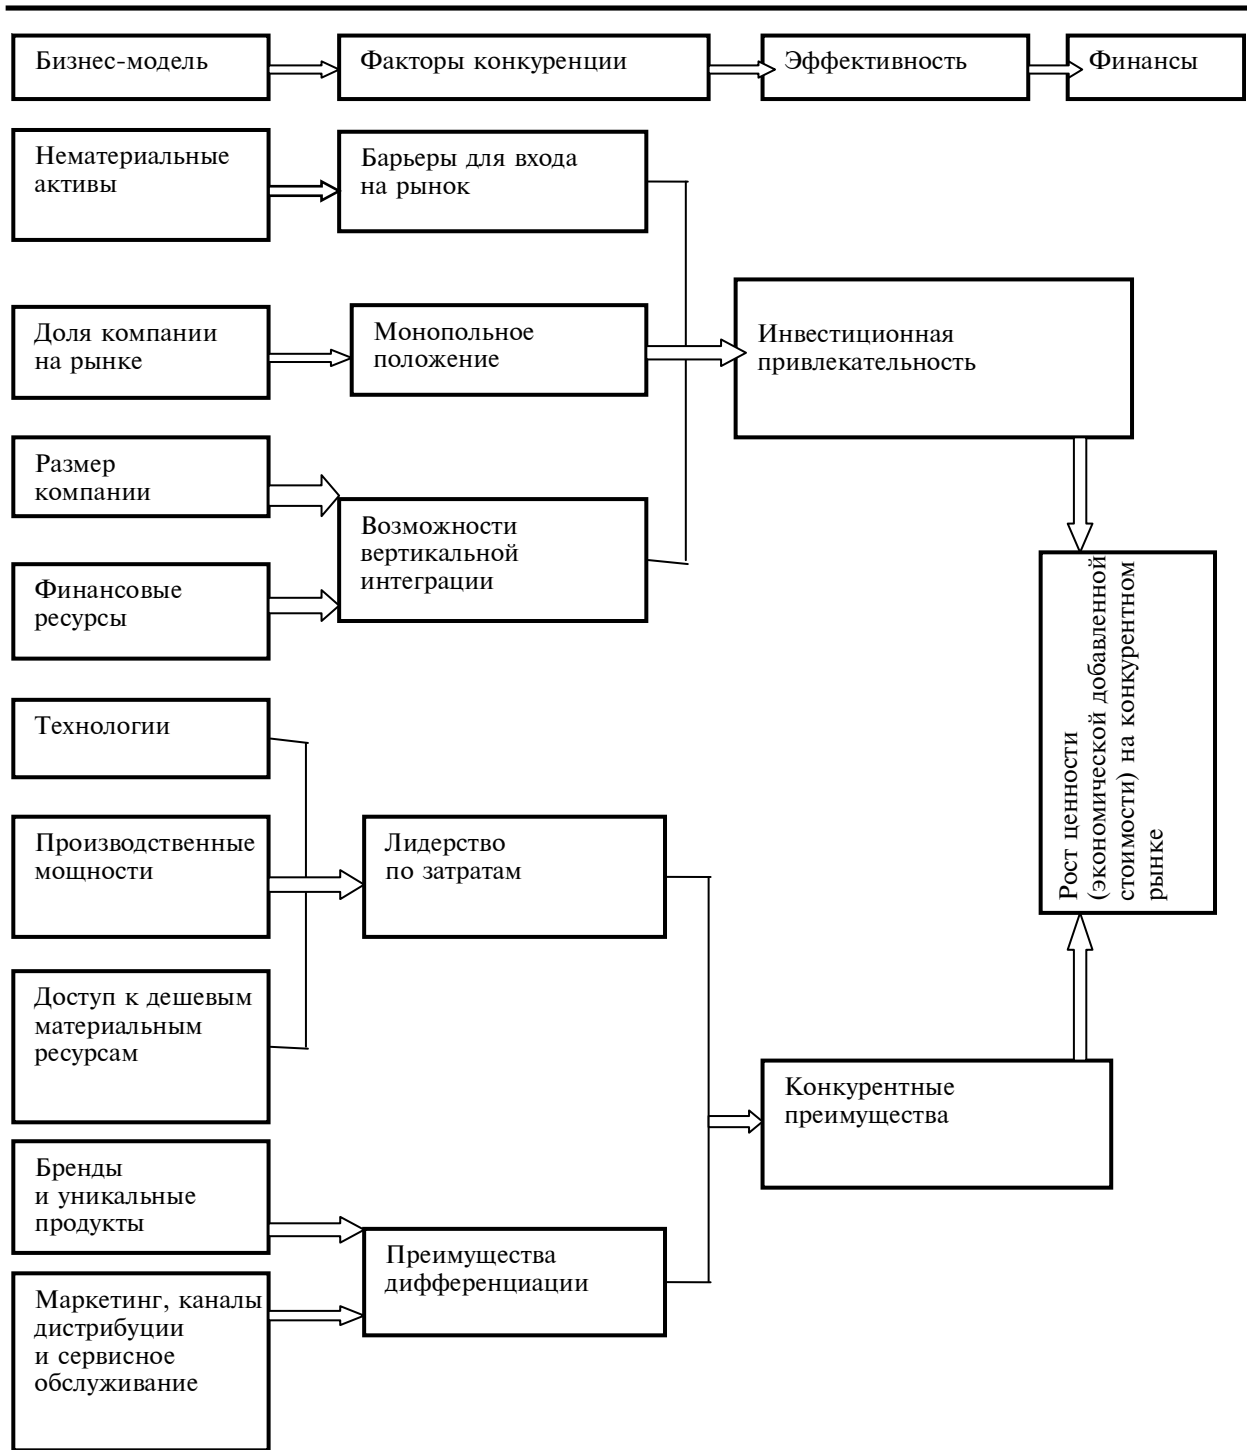 Бизнес-модель
Факторы конкуренции
Эффективность
Финансы
Нематериальные
активы
Барьеры для входа
на рынок
Доля компании
на рынке
Монопольное
положение
Инвестиционная
привлекательность
Размер
компании
Финансовые
ресурсы
Возможности
вертикальной
интеграции
Рост ценности
(экономической добавленной
стоимости) на конкурентном
рынке
Технологии
Производственные
мощности
Доступ к дешевым
материальным
ресурсам
Лидерство
по затратам
Бренды
и уникальные
продукты
Маркетинг, каналы
дистрибуции
и сервисное
обслуживание
Преимущества
дифференциации
Конкурентные
преимущества